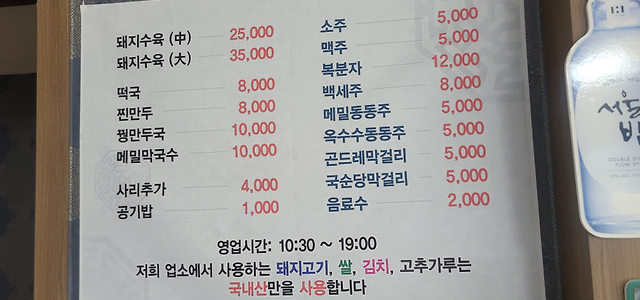 돼지수육 (中) 25,000
돼지수육 (大) 35,000
떡국 8,000
찐만두 8,000
꿩만두국 10,000
메밀막국수 10,000
사리추가 4,000
공기밥 1,000
소주 5,000
맥주 5,000
복분자 12,000
백세주 8,000
메밀동동주 5,000
옥수수동동주 5,000
곤드레막걸리 5,000
국순당막걸리 5,000
음료수 2,000
영업시간: 10:30 ~ 19:00
저희 업소에서 사용하는 돼지고기, 쌀, 김치, 고추가루는
국내산만을 사용합니다